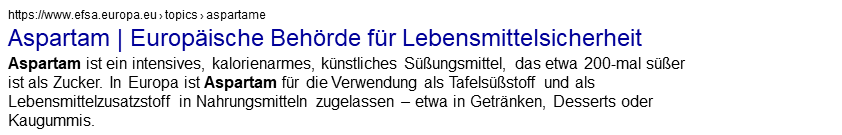 https://www.efsa.europa.eu › topics › aspartame
Aspartam | Europäische Behörde für Lebensmittelsicherheit
Aspartam ist ein intensives, kalorienarmes, künstliches Süßungsmittel, das etwa 200-mal süßer
ist als Zucker. In Europa ist Aspartam für die Verwendung als Tafelsüßstoff und als
Lebensmittelzusatzstoff in Nahrungsmitteln zugelassen – etwa in Getränken, Desserts oder
Kaugummis.